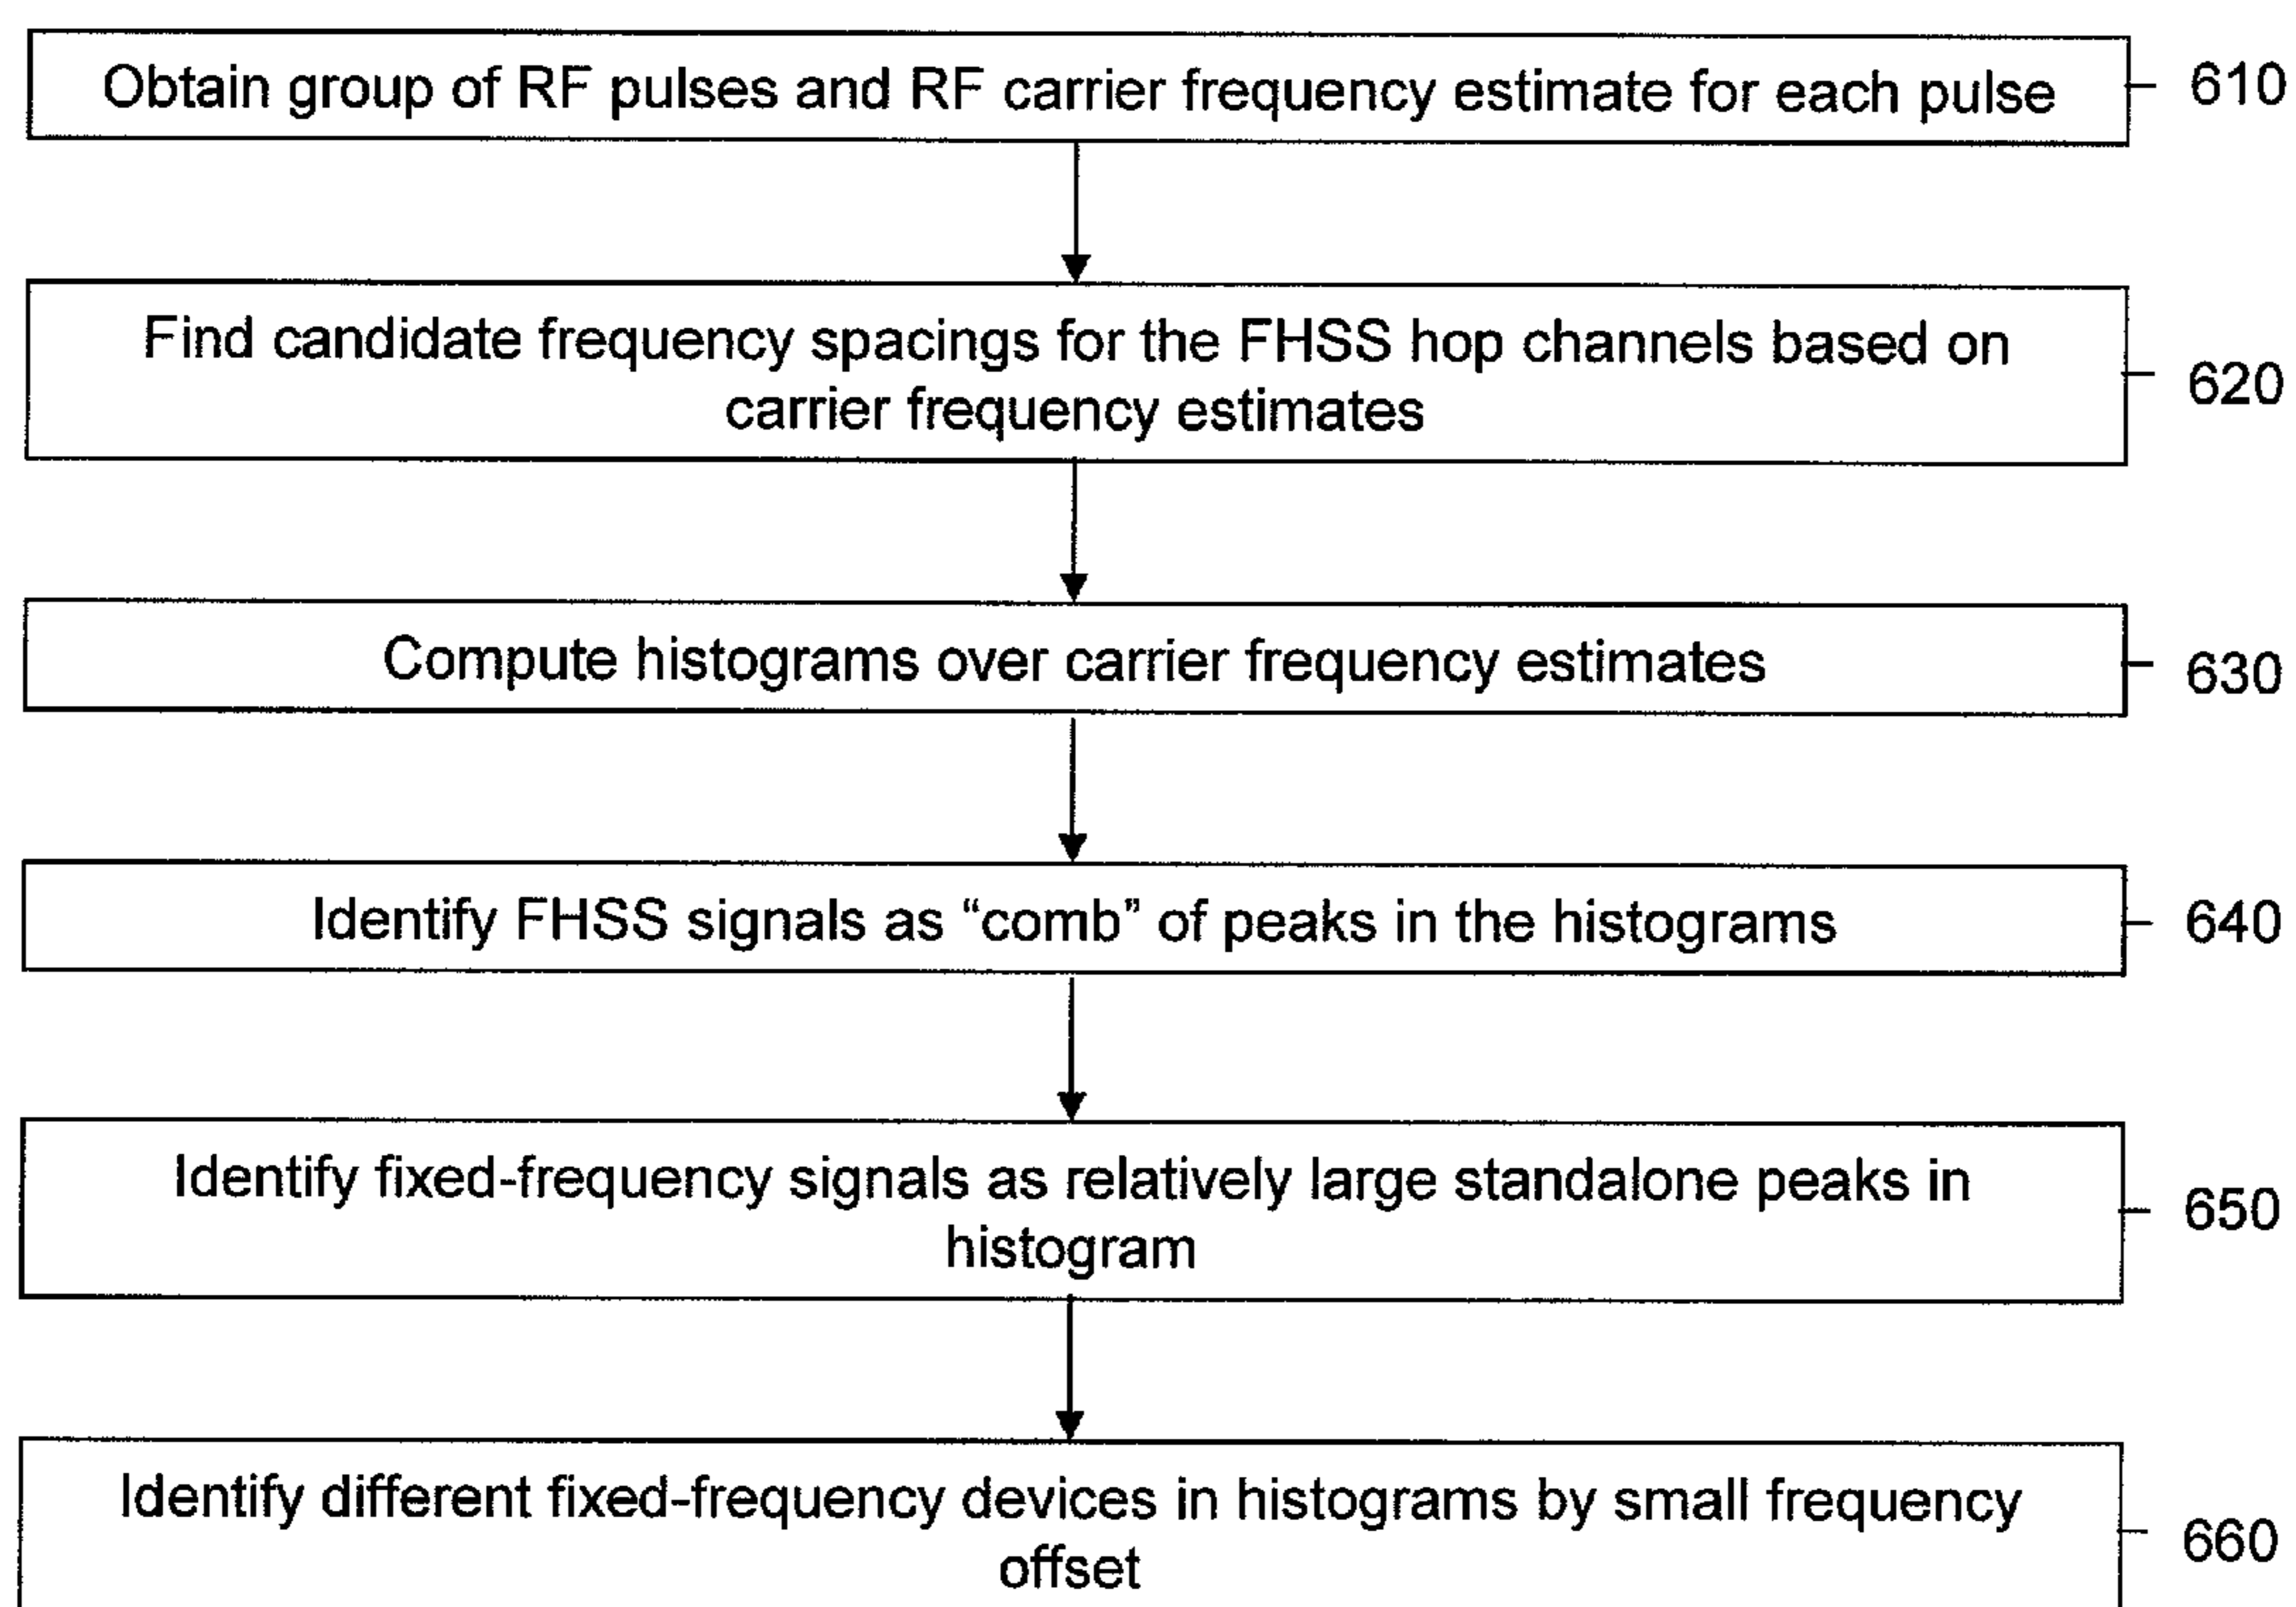 Obtain group of RF pulses and RF carrier frequency estimate for each pulse
610
Find candidate frequency spacings for the FHSS hop channels based on
carrier frequency estimates
620
Compute histograms over carrier frequency estimates
630
Identify FHSS signals as “comb” of peaks in the histograms
640
Identify fixed-frequency signals as relatively large standalone peaks in
histogram
650
Identify different fixed-frequency devices in histograms by small frequency
offset
660